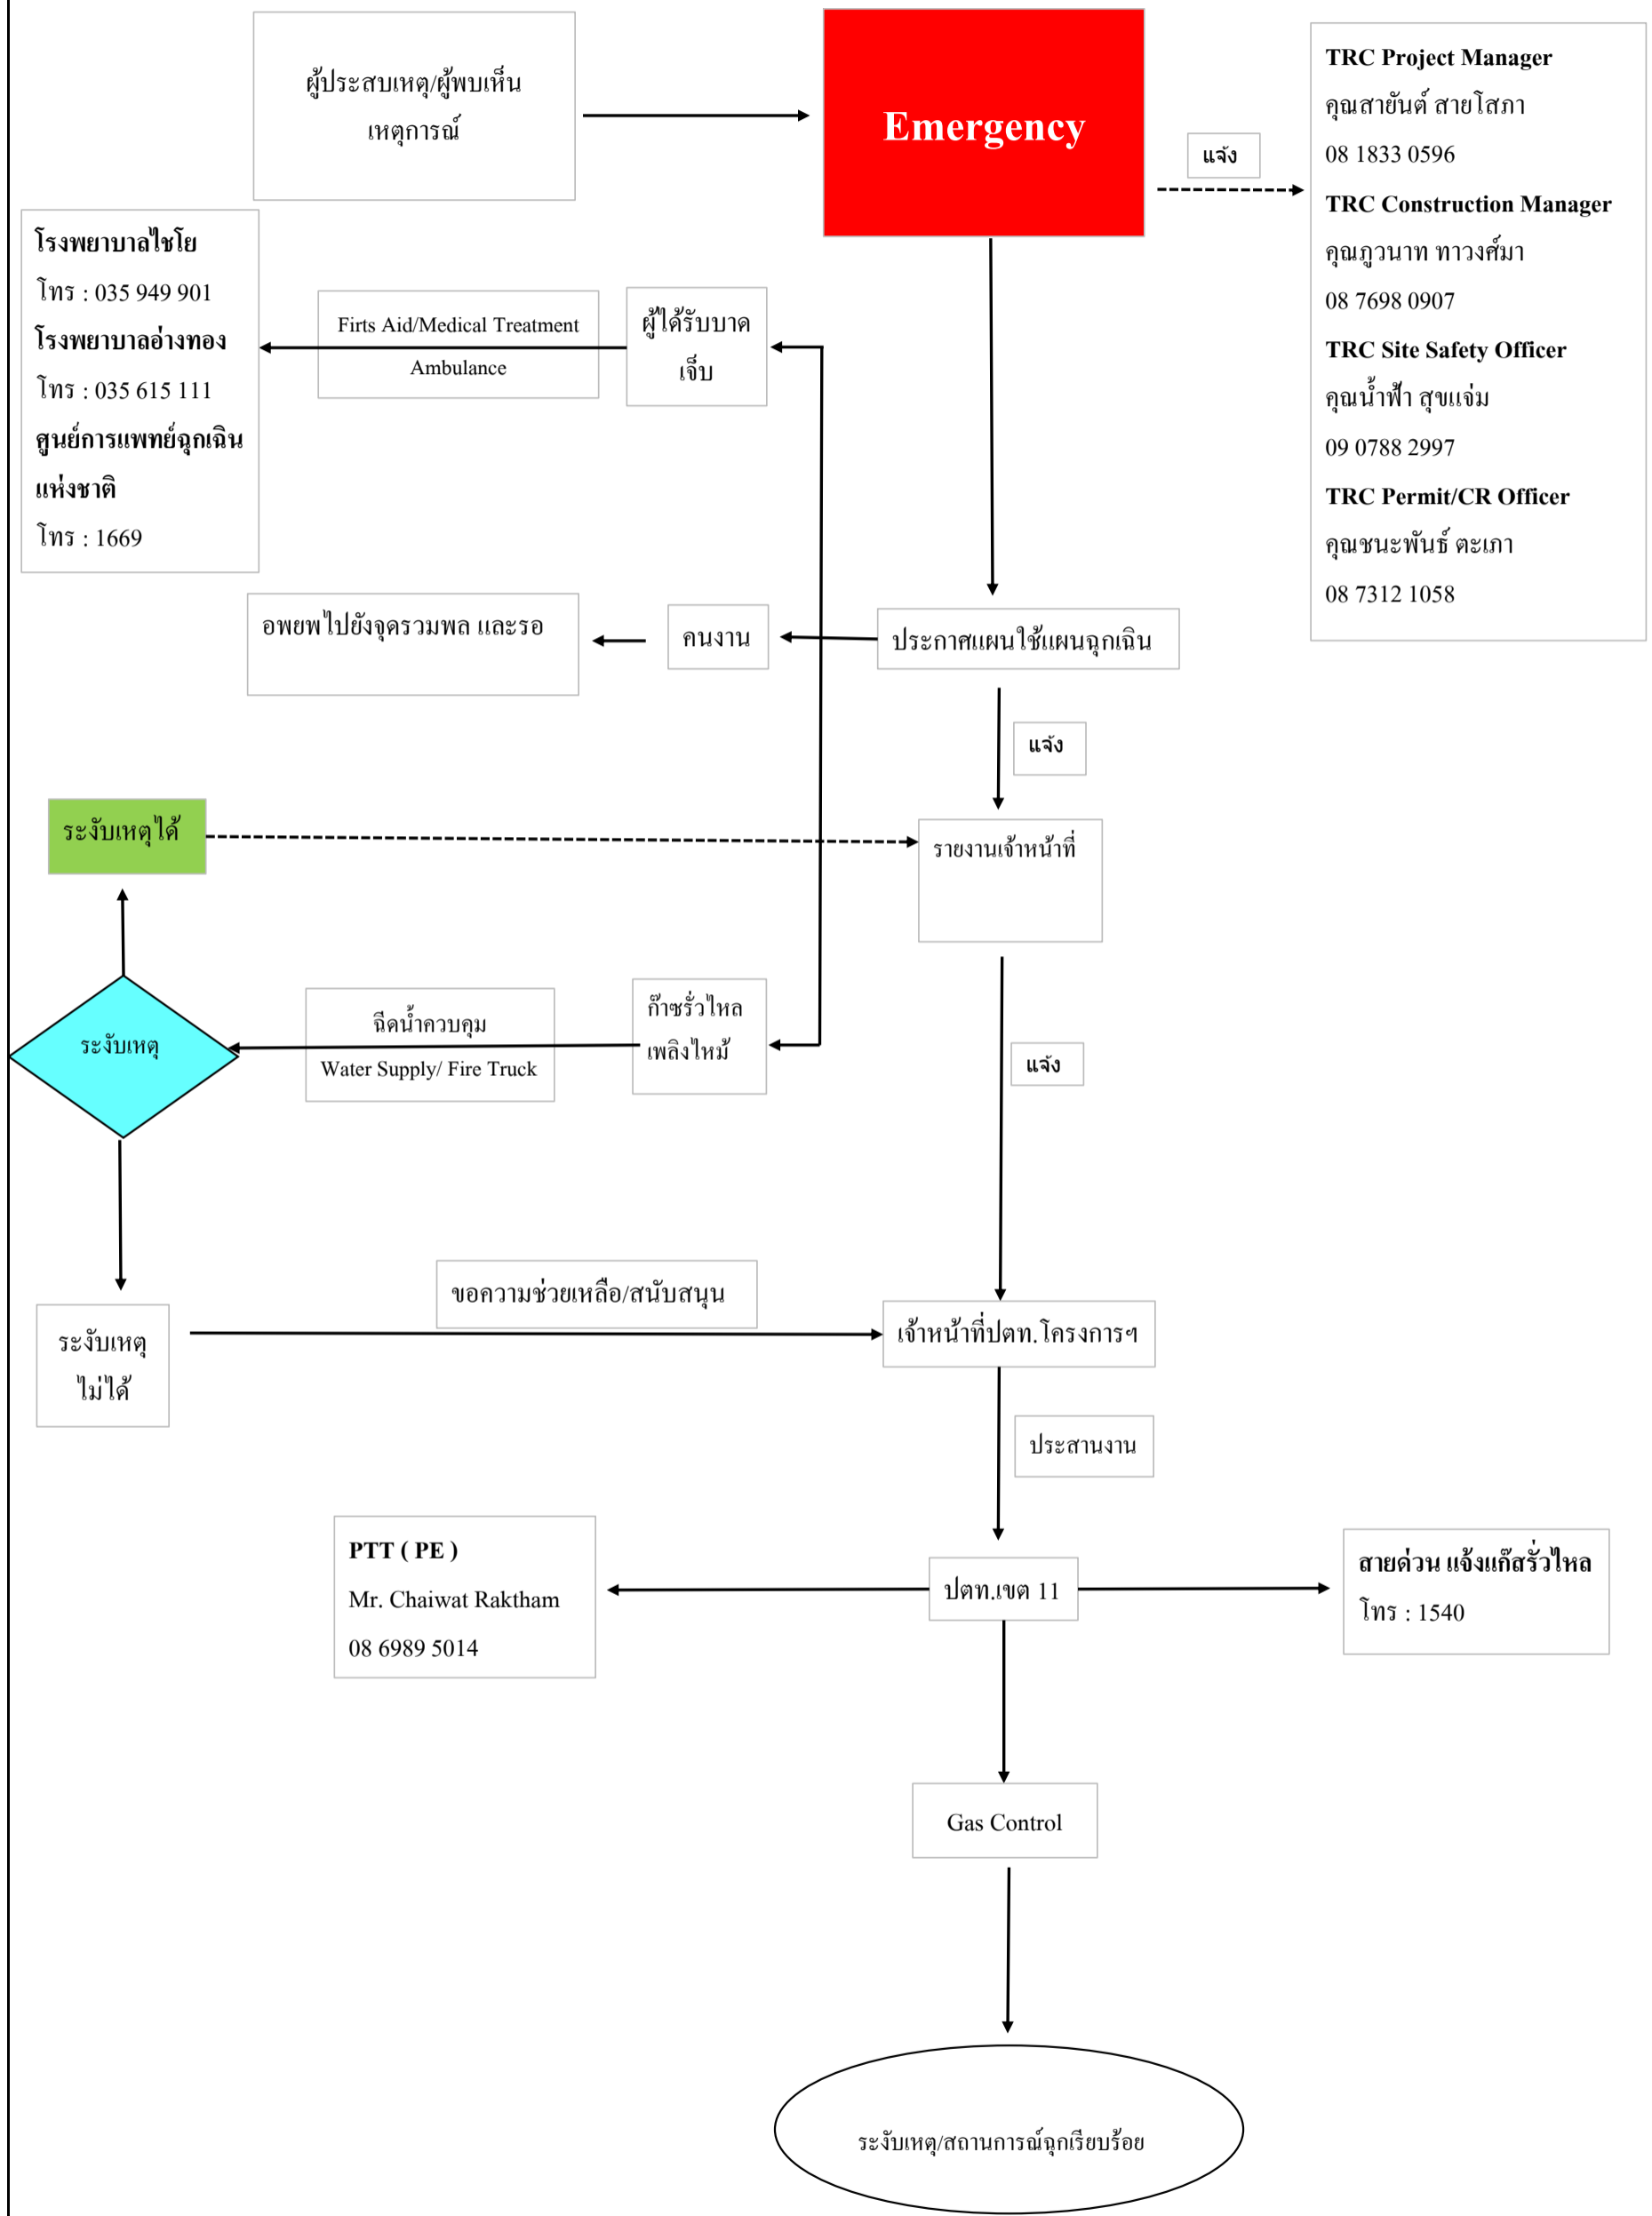 ผู้ประสบเหตุ/ผู้พบเห็น
เหตุการณ์
Emergency
แจ้ง
TRC Project Manager
คุณสายันต์ สายโสภา
08 1833 0596
TRC Construction Manager
คุณภูวนาท ทาวงศ์มา
08 7698 0907
TRC Site Safety Officer
คุณน้ำฟ้า สุขแจ่ม
09 0788 2997
TRC Permit/CR Officer
คุณชนะพันธ์ ตะเภา
08 7312 1058
โรงพยาบาลไชโย
โทร : 035 949 901
โรงพยาบาลอ่างทอง
โทร : 035 615 111
ศูนย์การแพทย์ฉุกเฉิน
แห่งชาติ
โทร : 1669
Firts Aid/Medical Treatment
Ambulance
ผู้ได้รับบาด
เจ็บ
อพยพไปยังจุดรวมพล และรอ
คนงาน
ประกาศแผนใช้แผนฉุกเฉิน
แจ้ง
ระงับเหตุได้
รายงานเจ้าหน้าที่
ระงับเหตุ
ฉีดน้ำควบคุม
Water Supply/ Fire Truck
ก๊าซรั่วไหล
เพลิงไหม้
แจ้ง
ขอความช่วยเหลือ/สนับสนุน
ระงับเหตุ
ไม่ได้
เจ้าหน้าที่ปตท.โครงการฯ
ประสานงาน
PTT ( PE )
Mr. Chaiwat Raktham
08 6989 5014
ปตท.เขต 11
สายด่วน แจ้งแก๊สรั่วไหล
โทร : 1540
Gas Control
ระงับเหตุ/สถานการณ์ฉุกเรียบร้อย